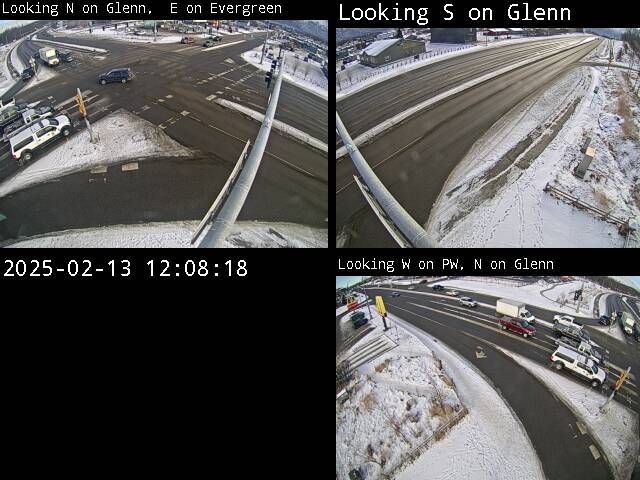 Looking N on Glenn,  E on Evergreen
Looking S on Glenn
2025-02-13 12:08:18
Looking W on PW, N on Glenn